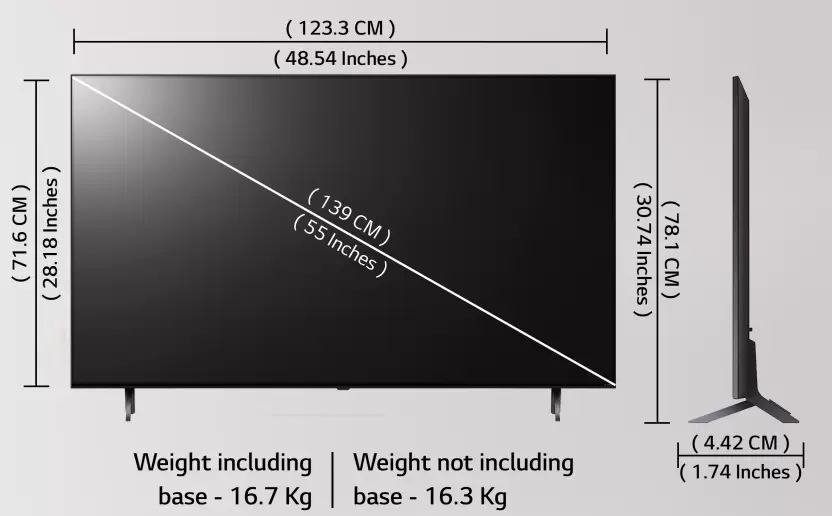 ( 123.3 CM )
( 48.54 Inches )
( 71.6 CM )
( 28.18 Inches )
( 139 CM )
( 55 Inches )
( 30.74 Inches )
( 78.1 CM )
( 4.42 CM )
( 1.74 Inches )
Weight including
base - 16.7 Kg
Weight not including
base - 16.3 Kg